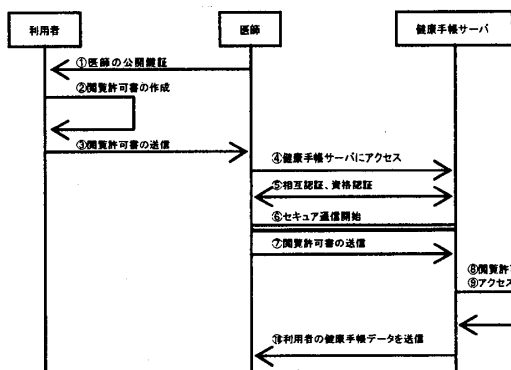 利用者
医師
健康手帳サーバ
①医師の公開鍵証
②閲覧許可書の作成
③閲覧許可書の送信
④健康手帳サーバにアクセス
⑤相互認証、資格認証
⑥セキュア通信開始
⑦閲覧許可書の送信
⑧閲覧許
⑨アクセス
⑩利用者の健康手帳データを送信